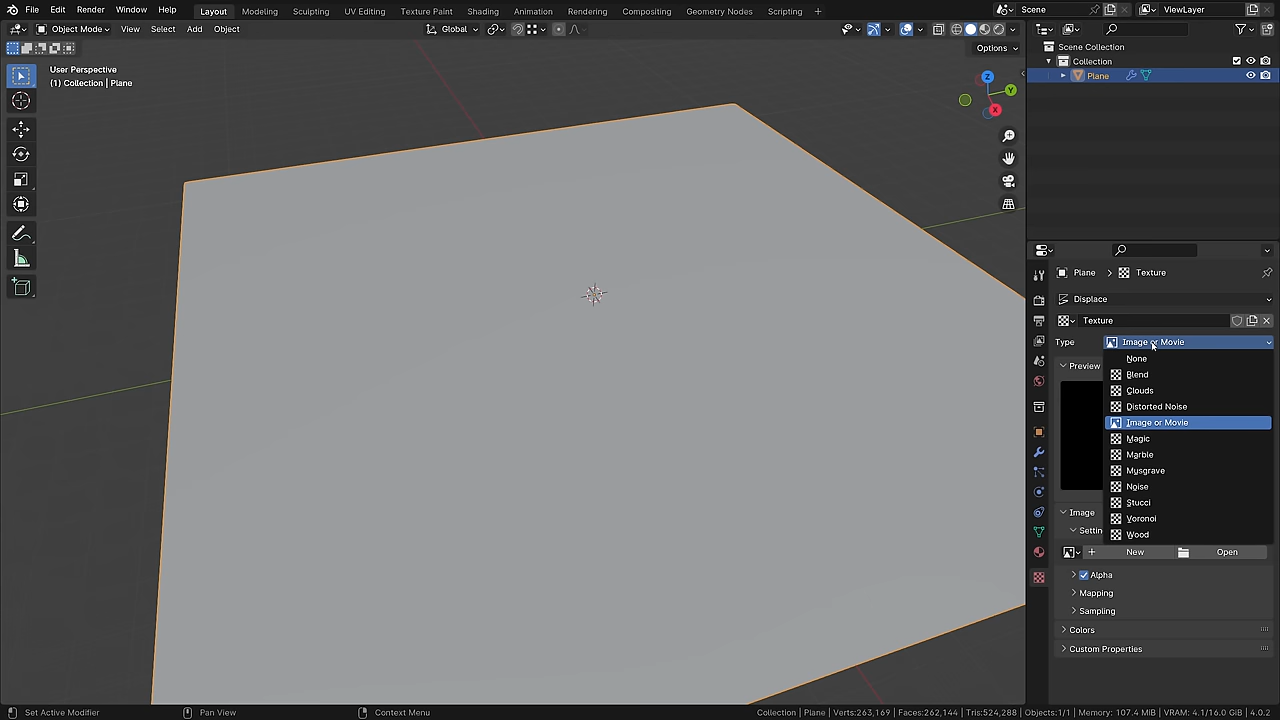 File Edit Render Window Help Layout Modeling Sculpting UV Editing Texture Paint Shading Animation Rendering Compositing Geometry Nodes Scripting + Scene ViewLayer
Object Mode View Select Add Object Global
Options
User Perspective
(1) Collection | Plane
Z
Y
X
Scene Collection
Collection
Plane
Plane > Texture
Displace
Texture
Type Image or Movie
None
Preview
Blend
Clouds
Distorted Noise
Image or Movie
Magic
Marble
Musgrave
Noise
Stucci
Image
Voronoi
Settin
Wood
+ New Open
Alpha
Mapping
Sampling
Colors
Custom Properties
Set Active Modifier Pan View Context Menu Collection | Plane | Verts:263,169 | Faces:262,144 | Tris:524,288 | Objects:1/1 | Memory: 107.4 MiB | VRAM: 4.1/16.0 GiB | 4.0.2